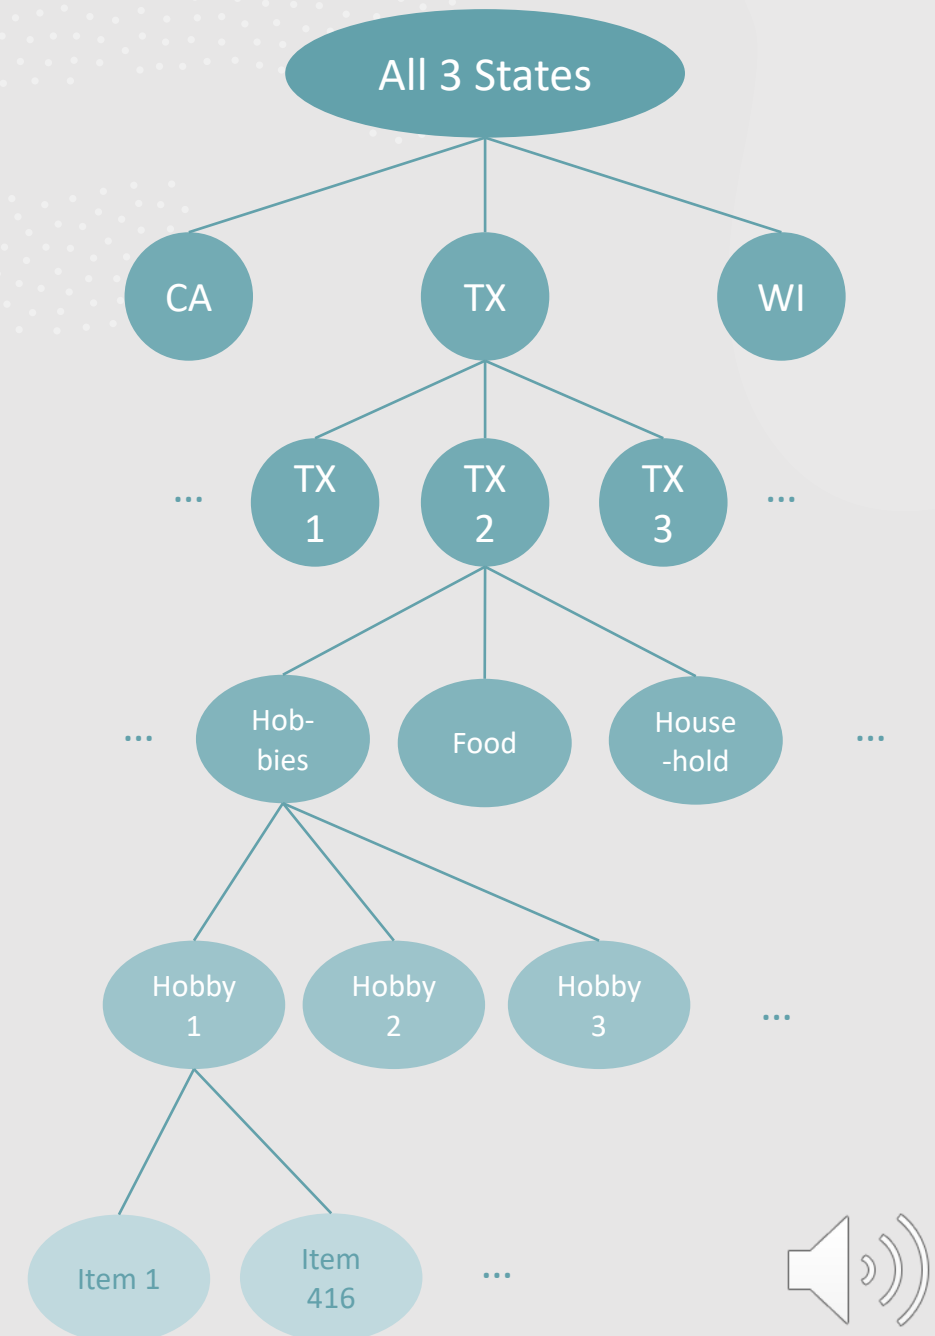 All 3 States
CA
TX
WI
...
TX
1
TX
2
TX
3
...
...
Hob-
bies
Food
House
-hold
...
Hobby
1
Hobby
2
Hobby
3
...
Item 1
Item
416
...